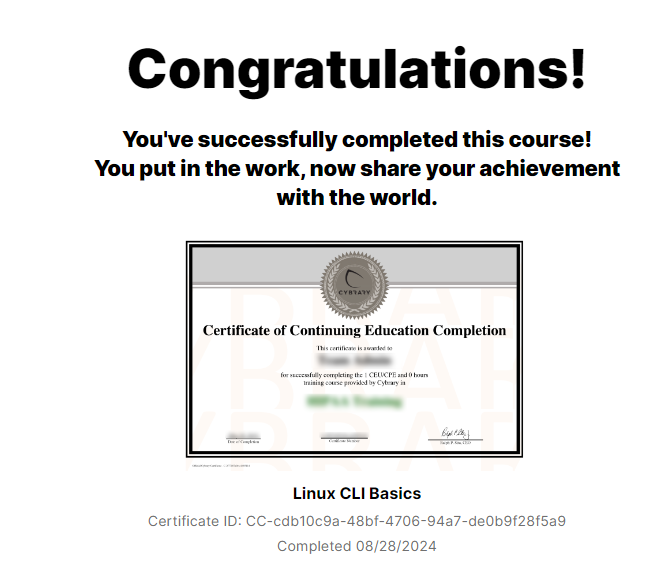 Congratulations!
You've successfully completed this course!
You put in the work, now share your achievement
with the world.
CYBRARY
Certificate of Continuing Education Completion
This certificate is awarded to
for successfully completing the 1 CEU/CPE and 0 hours
training course provided by Cybrary in
Date of Completion
Certificate Number
Linux CLI Basics
Certificate ID: CC-cdb10c9a-48bf-4706-94a7-de0b9f28f5a9
Completed 08/28/2024